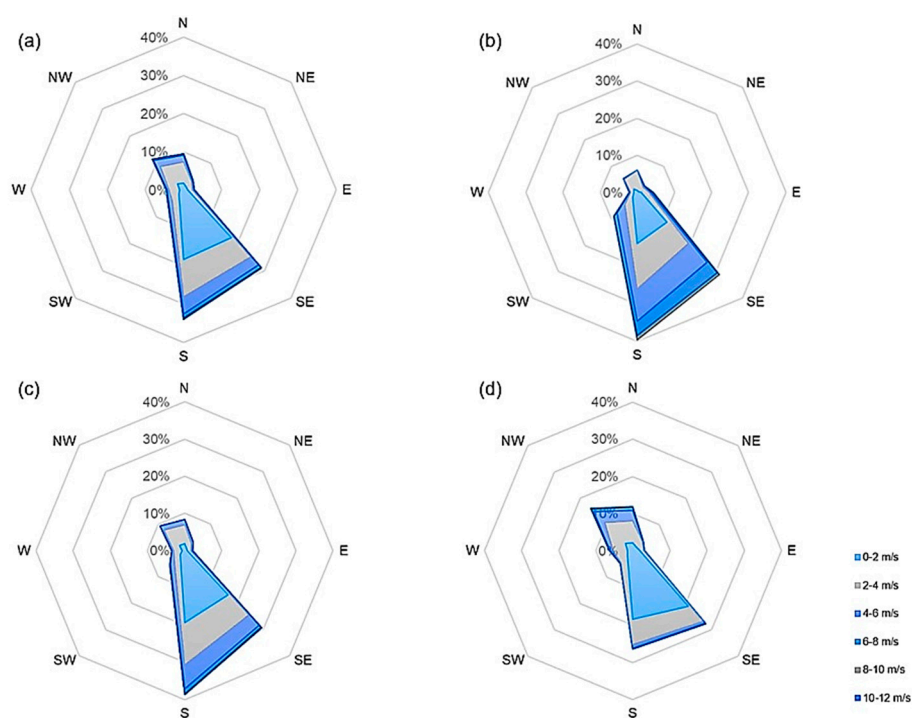 (a)
N
40%
30%
20%
10%
0%
NW
NE
W
E
SW
SE
S
(b)
N
40%
30%
20%
10%
0%
NW
NE
W
E
SW
SE
S
(c)
N
40%
30%
20%
10%
0%
NW
NE
W
E
SW
SE
S
(d)
N
40%
30%
20%
0%
0%
NW
NE
W
E
SW
SE
S
0-2 m/s
2-4 m/s
4-6 m/s
6-8 m/s
8-10 m/s
10-12 m/s